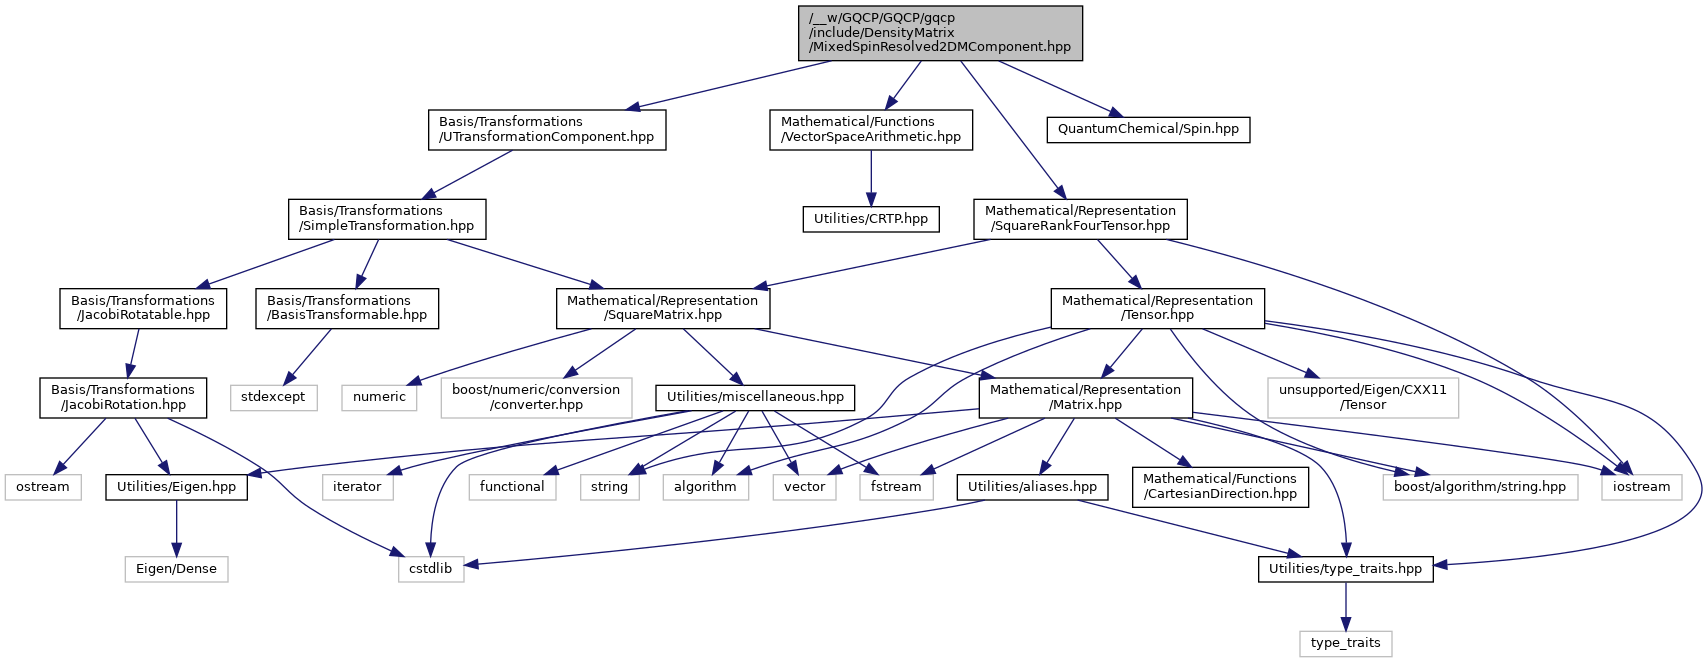 /__w/GQCP/GQCP/gqcp
/include/DensityMatrix
/MixedSpinResolved2DMComponent.hpp
Basis/Transformations
/UTransformationComponent.hpp
Mathematical/Functions
/VectorSpaceArithmetic.hpp
QuantumChemical/Spin.hpp
Basis/Transformations
/SimpleTransformation.hpp
Utilities/CRTP.hpp
Mathematical/Representation
/SquareRankFourTensor.hpp
Basis/Transformations
/JacobiRotatable.hpp
Basis/Transformations
/BasisTransformable.hpp
Mathematical/Representation
/SquareMatrix.hpp
Mathematical/Representation
/Tensor.hpp
Basis/Transformations
/JacobiRotation.hpp
stdexcept
numeric
boost/numeric/conversion
/converter.hpp
Utilities/miscellaneous.hpp
Mathematical/Representation
/Matrix.hpp
unsupported/Eigen/CXX11
/Tensor
ostream
Utilities/Eigen.hpp
iterator
functional
string
algorithm
vector
fstream
Utilities/aliases.hpp
Mathematical/Functions
/CartesianDirection.hpp
boost/algorithm/string.hpp
iostream
Eigen/Dense
cstdlib
Utilities/type_traits.hpp
type_traits